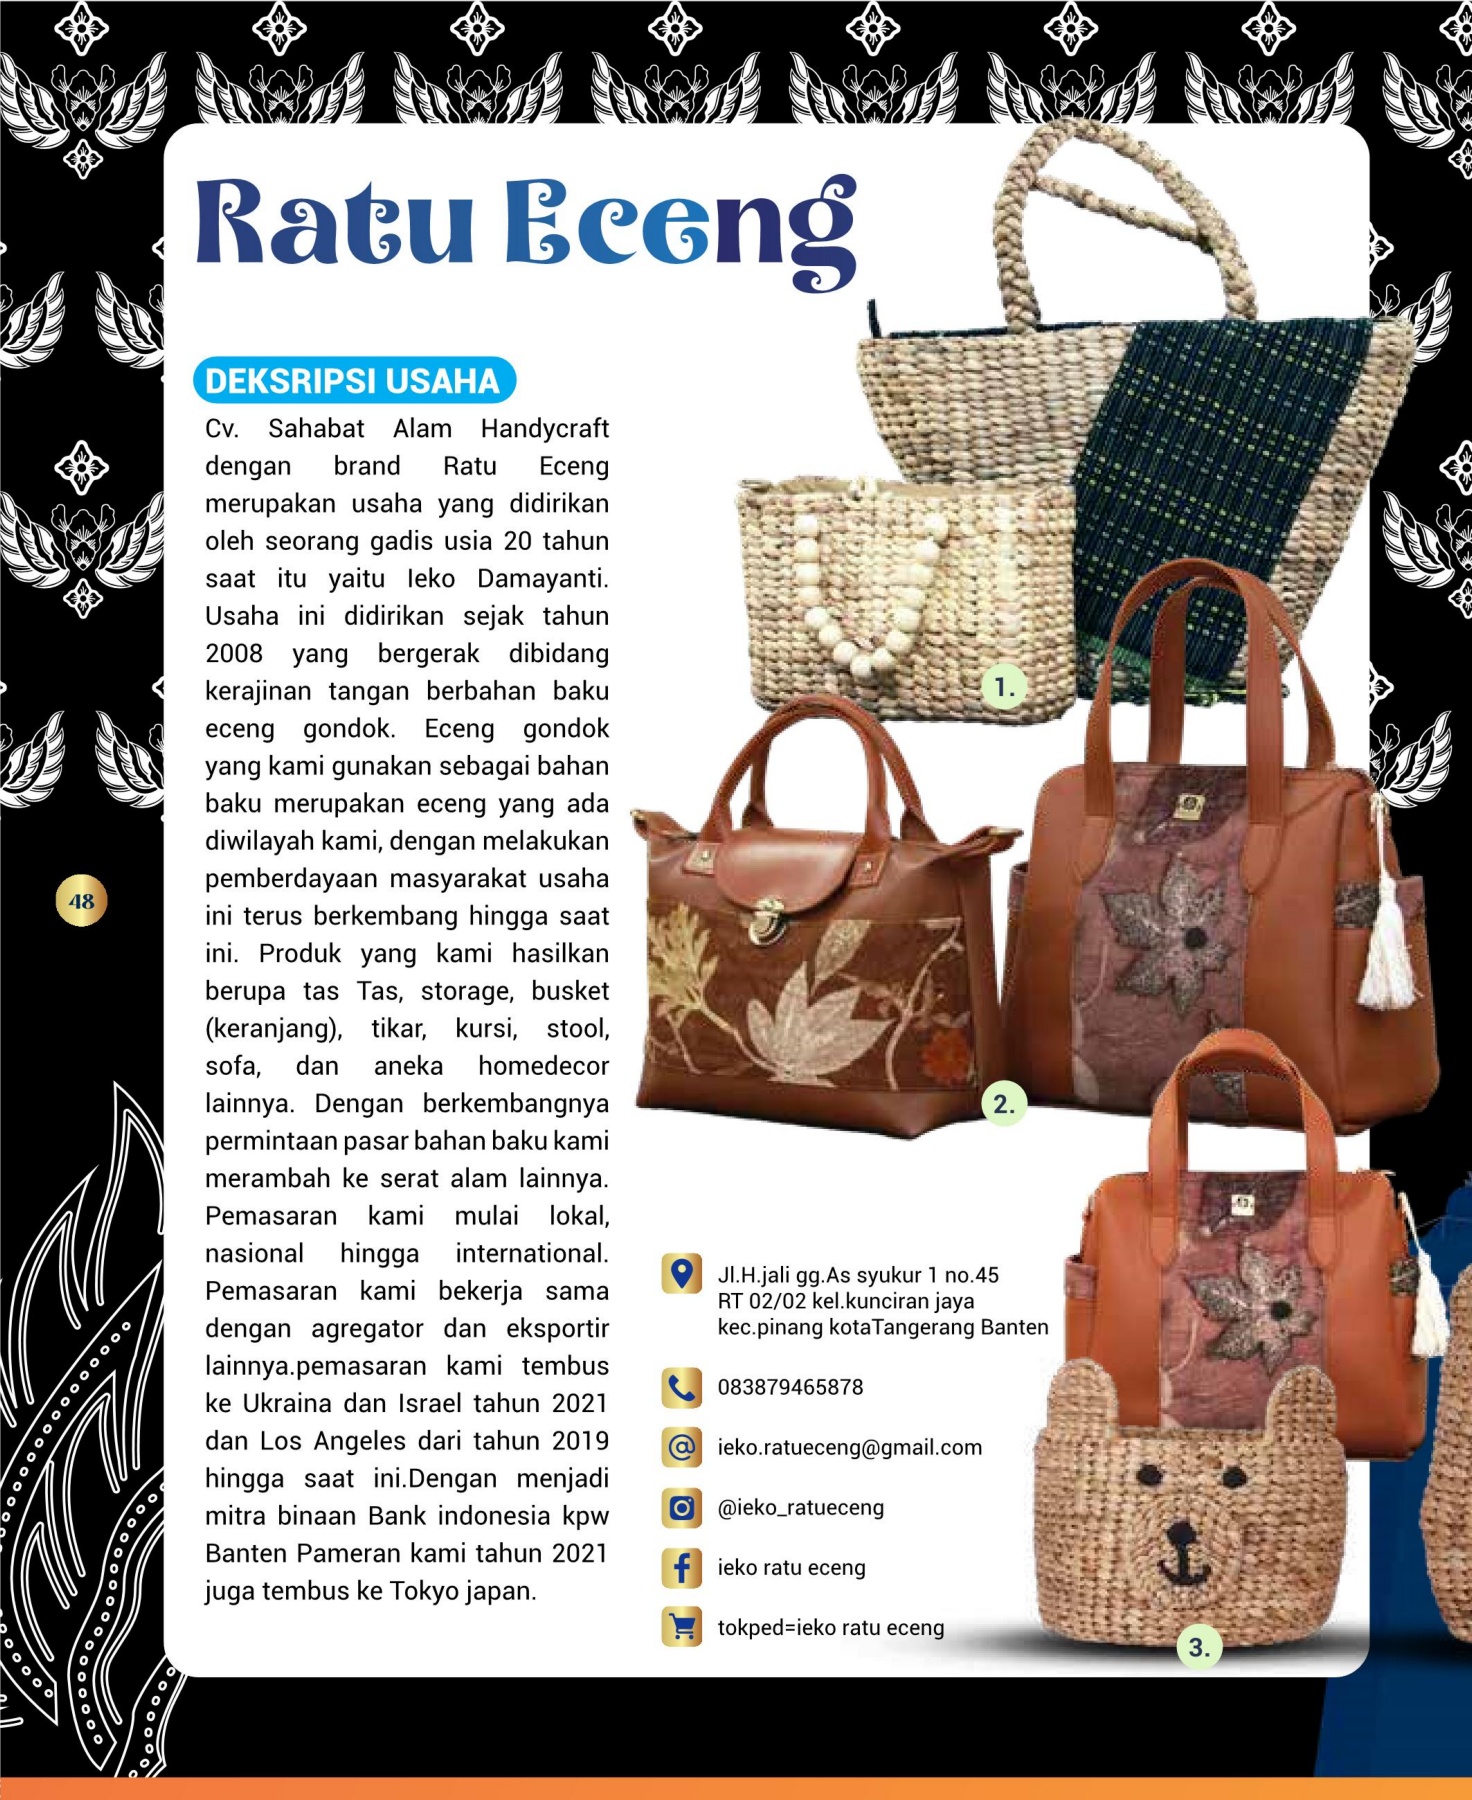 Ratu Eceng
DEKSRIPSI USAHA
Cv. Sahabat Alam Handycraft
dengan brand Ratu Eceng
merupakan usaha yang didirikan
oleh seorang gadis usia 20 tahun
saat itu yaitu Ieko Damayanti.
Usaha ini didirikan sejak tahun
2008 yang bergerak dibidang
kerajinan tangan berbahan baku
eceng gondok. Eceng gondok
yang kami gunakan sebagai bahan
baku merupakan eceng yang ada
diwilayah kami, dengan melakukan
pemberdayaan masyarakat usaha
ini terus berkembang hingga saat
ini. Produk yang kami hasilkan
berupa tas Tas, storage, busket
(keranjang), tikar, kursi, stool,
sofa, dan aneka homedecor
lainnya. Dengan berkembangnya
permintaan pasar bahan baku kami
merambah ke serat alam lainnya.
Pemasaran kami mulai lokal,
nasional hingga international.
Pemasaran kami bekerja sama
dengan agregator dan eksportir
lainnya.pemasaran kami tembus
ke Ukraina dan Israel tahun 2021
dan Los Angeles dari tahun 2019
hingga saat ini.Dengan menjadi
mitra binaan Bank indonesia kpw
Banten Pameran kami tahun 2021
juga tembus ke Tokyo japan.
48
1.
2.
3.
Jl.H.jali gg.As syukur 1 no.45
RT 02/02 kel.kunciran jaya
kec.pinang kotaTangerang Banten
083879465878
ieko.ratueceng@gmail.com
@ieko_ratueceng
ieko ratu eceng
tokped=ieko ratu eceng